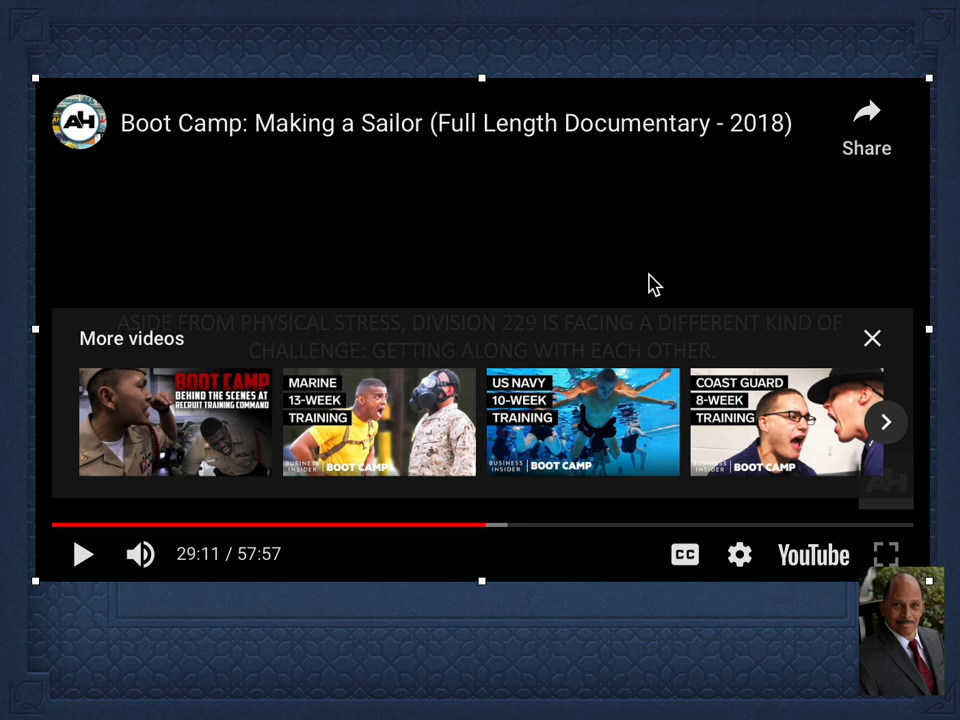 AH
Boot Camp: Making a Sailor (Full Length Documentary - 2018)
Share
ASIDE FROM PHYSICAL STRESS, DIVISION 229 IS FACING A DIFFERENT KIND OF
CHALLENGE: GETTING ALONG WITH EACH OTHER.
More videos
BOOT CAMP
BEHIND THE SCENES AT
RECRUIT TRAINING COMMAND
MARINE
13-WEEK
TRAINING
BUSINESS
INSIDER
BOOT CAMP
US NAVY
10-WEEK
TRAINING
BUSINESS
INSIDER
BOOT CAMP
COAST GUARD
8-WEEK
TRAINING
BUSINESS
INSIDER
BOOT CAMP
AH
29:11 / 57:57
CC
YouTube